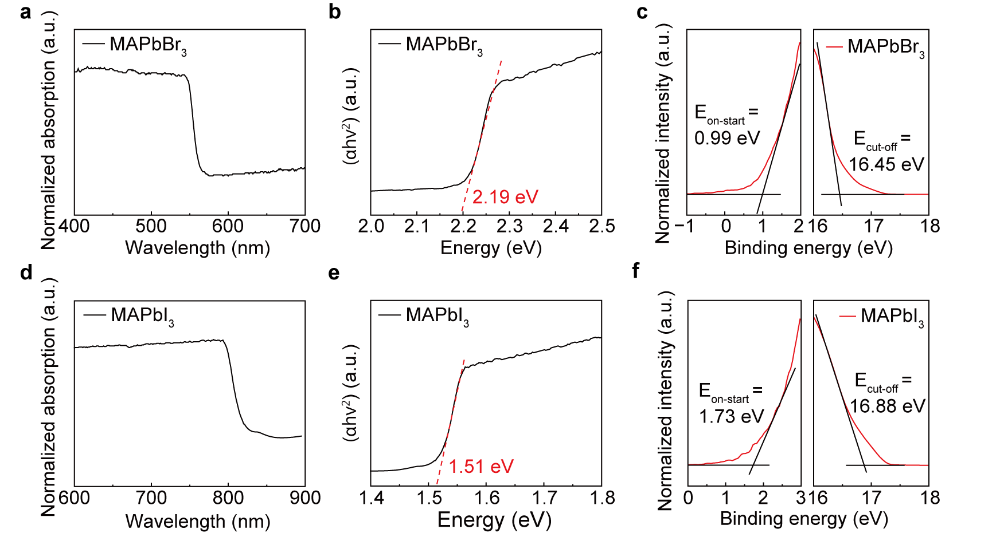 a
MAPbBr3
Normalized absorption (a.u.)
400 500 600 700
Wavelength (nm)
b
MAPbBr3
(αhv²) (a.u.)
2.19 eV
2.0 2.1 2.2 2.3 2.4 2.5
Energy (eV)
c
MAPbBr3
Normalized intensity (a.u.)
Eon-start =
0.99 eV
Ecut-off =
16.45 eV
−1 0 1 2 16 17 18
Binding energy (eV)
d
MAPbI3
Normalized absorption (a.u.)
600 700 800 900
Wavelength (nm)
e
MAPbI3
(αhv²) (a.u.)
1.51 eV
1.4 1.5 1.6 1.7 1.8
Energy (eV)
f
MAPbI3
Normalized intensity (a.u.)
Eon-start =
1.73 eV
Ecut-off =
16.88 eV
0 1 2 3 16 17 18
Binding energy (eV)